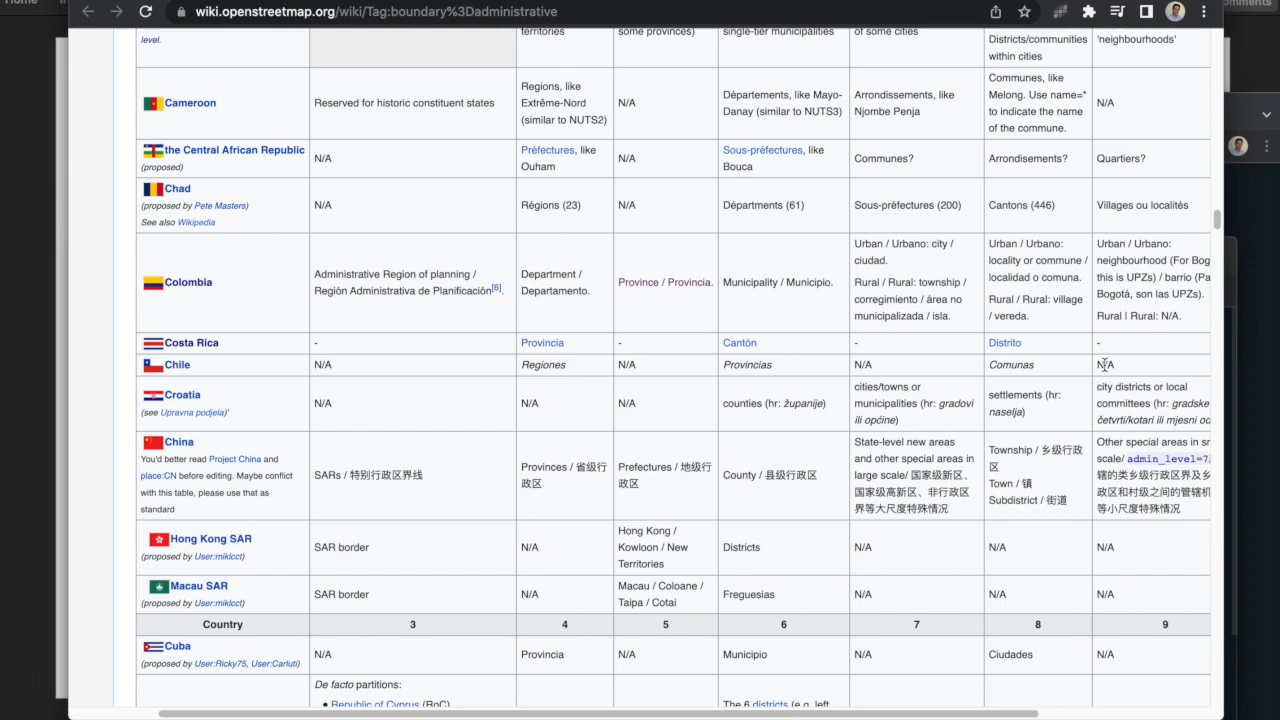 Home
mments
wiki.openstreetmap.org/wiki/Tag:boundary%3Dadministrative
level.
territories
some provinces)
single-tier municipalities
of some cities
Districts/communities
within cities
'neighbourhoods'
Cameroon
Reserved for historic constituent states
Regions, like
Extrême-Nord
(similar to NUTS2)
N/A
Départements, like Mayo-
Danay (similar to NUTS3)
Arrondissements, like
Njombe Penja
Communes, like
Melong. Use name=*
to indicate the name
of the commune.
N/A
the Central African Republic
(proposed)
N/A
Préfectures, like
Ouham
N/A
Sous-préfectures, like
Bouca
Communes?
Arrondisements?
Quartiers?
Chad
(proposed by Pete Masters)
See also Wikipedia
N/A
Régions (23)
N/A
Départments (61)
Sous-préfectures (200)
Cantons (446)
Villages ou localités
Colombia
Administrative Region of planning /
Región Administrativa de Planificación[6].
Department /
Departamento.
Province / Provincia.
Municipality / Municipio.
Urban / Urbano: city /
ciudad.
Rural / Rural: township /
corregimiento / área no
municipalizada / isla.
Urban / Urbano:
locality or commune /
localidad o comuna.
Rural / Rural: village
/ vereda.
Urban / Urbano:
neighbourhood (For Bog
this is UPZs) / barrio (Pa
Bogotá, son las UPZs).
Rural | Rural: N/A.
Costa Rica
-
Provincia
-
Cantón
-
Distrito
-
Chile
N/A
Regiones
N/A
Provincias
N/A
Comunas
N/A
Croatia
(see Upravna podjela)'
N/A
N/A
N/A
counties (hr: županije)
cities/towns or
municipalities (hr: gradovi
ili općine)
settlements (hr:
naselja)
city districts or local
committees (hr: gradske
četvrti/kotari ili mjesni od
China
You'd better read Project China and
place:CN before editing. Maybe conflict
with this table, please use that as
standard
SARs / 特别行政区界线
Provinces / 省级行
政区
Prefectures / 地级行
政区
County / 县级行政区
State-level new areas
and other special areas in
large scale/ 国家级新区、
国家级高新区、非行政区
界等大尺度特殊情况
Township / 乡级行政
区
Town / 镇
Subdistrict / 街道
Other special areas in sr
scale/ admin_level=7
辖的类乡级行政区界及乡
政区和村级之间的管辖机
等小尺度特殊情况
Hong Kong SAR
(proposed by User:miklcct)
SAR border
N/A
Hong Kong /
Kowloon / New
Territories
Districts
N/A
N/A
N/A
Macau SAR
(proposed by User:miklcct)
SAR border
N/A
Macau / Coloane /
Taipa / Cotai
Freguesias
N/A
N/A
N/A
Country
3
4
5
6
7
8
9
Cuba
(proposed by User:Ricky75, User:Carluti)
N/A
Provincia
N/A
Municipio
N/A
Ciudades
N/A
De facto partitions:
• Republic of Cyprus (RoC)
The 6 districts (e.g. left